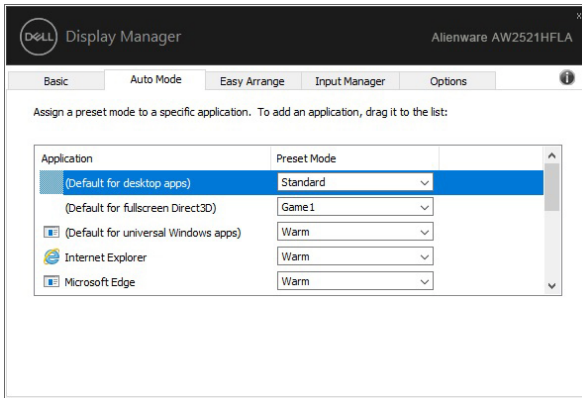 DELL Display Manager
Alienware AW2521HFLA
Basic Auto Mode Easy Arrange Input Manager Options
Assign a preset mode to a specific application. To add an application, drag it to the list:
Application Preset Mode
(Default for desktop apps) Standard
(Default for fullscreen Direct3D) Game1
(Default for universal Windows apps) Warm
Internet Explorer Warm
Microsoft Edge Warm